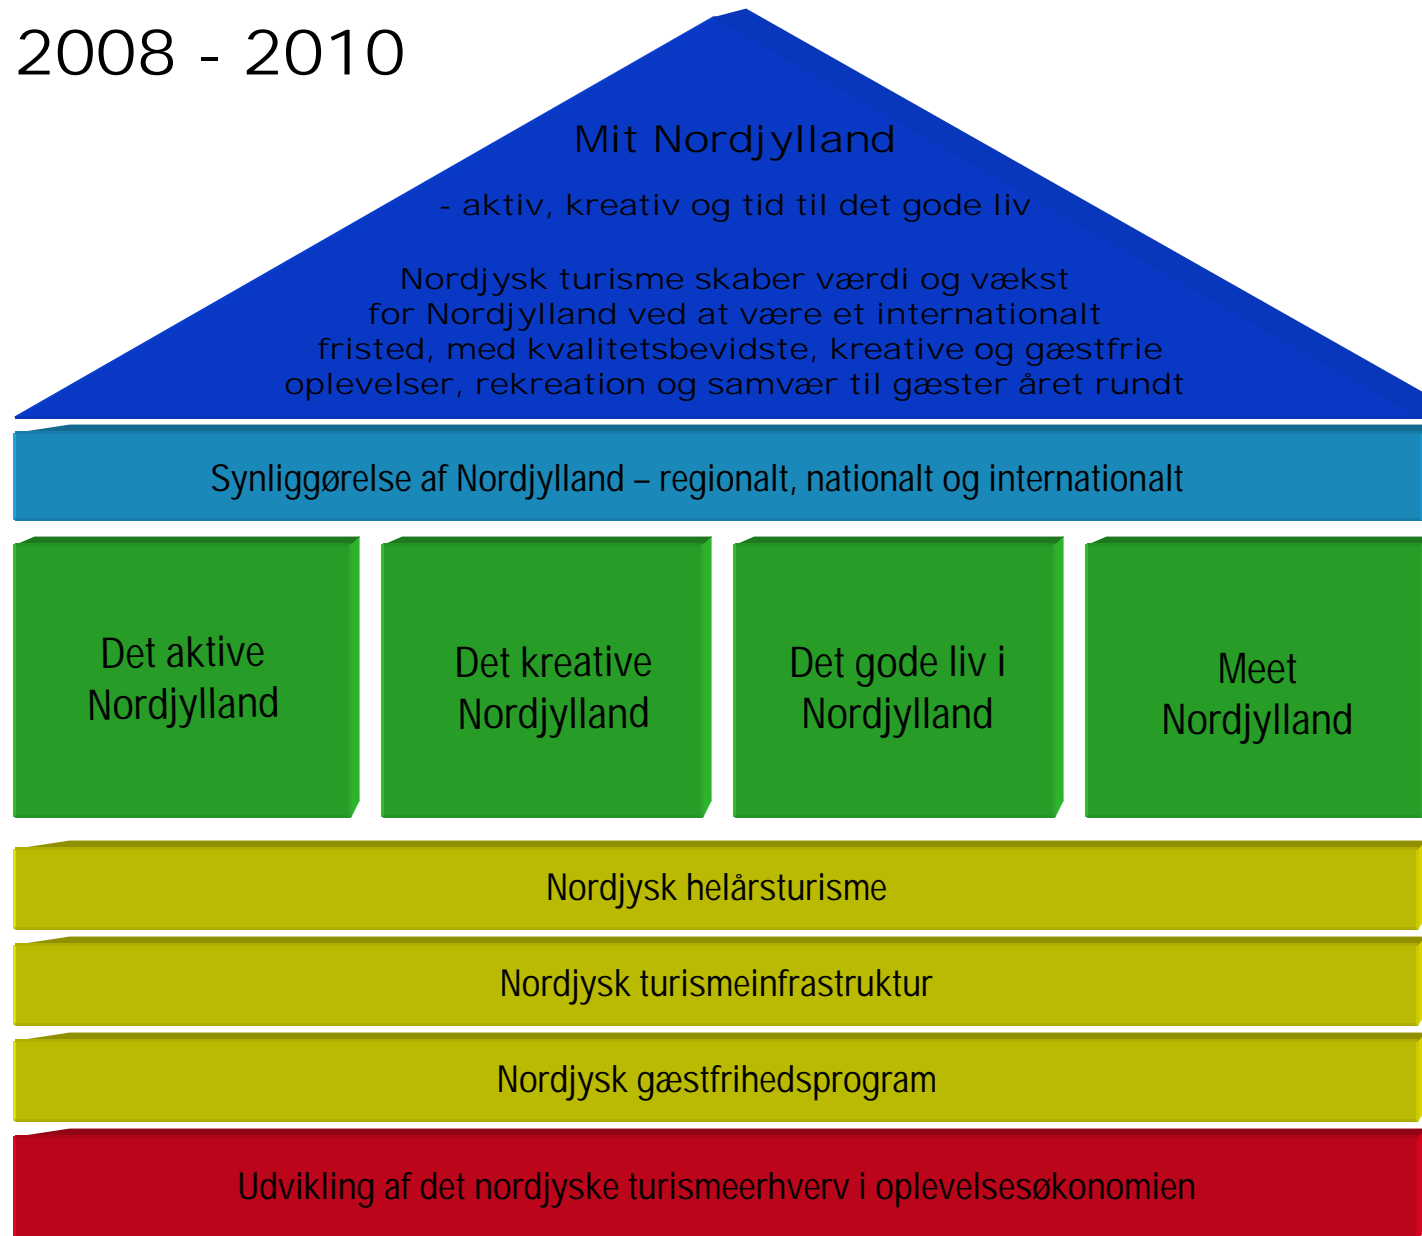 2008 - 2010
Mit Nordjylland
- aktiv, kreativ og tid til det gode liv
Nordjysk turisme skaber værdi og vækst
for Nordjylland ved at være et internationalt
fristed, med kvalitetsbevidste, kreative og gæstfrie
oplevelser, rekreation og samvær til gæster året rundt
Synliggørelse af Nordjylland – regionalt, nationalt og internationalt
Det aktive
Nordjylland
Det kreative
Nordjylland
Det gode liv i
Nordjylland
Meet
Nordjylland
Nordjysk helårsturisme
Nordjysk turismeinfrastruktur
Nordjysk gæstfrihedsprogram
Udvikling af det nordjyske turismeerhverv i oplevelsesøkonomien